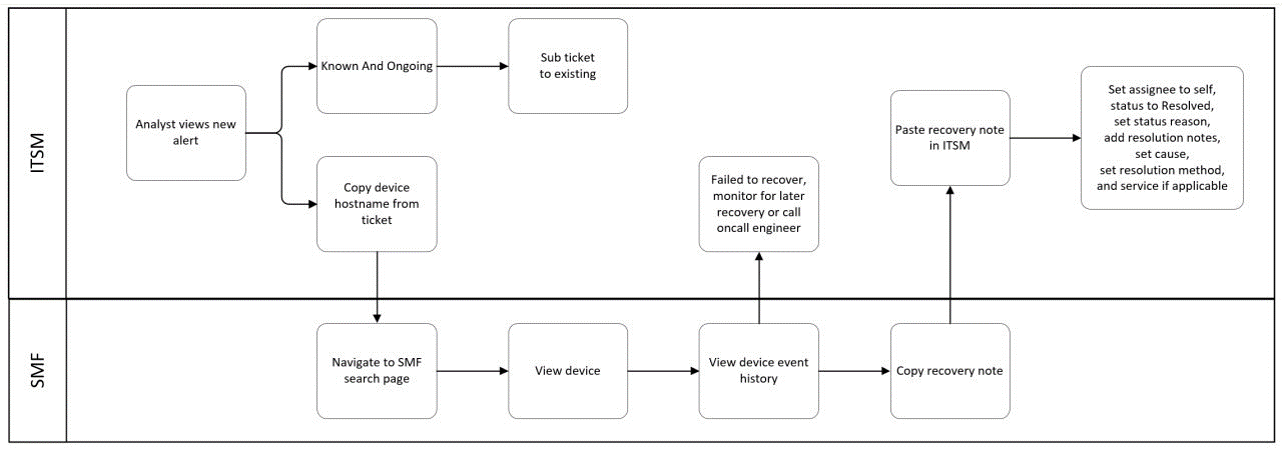 ITSM
Analyst views new
alert
Known And Ongoing
Sub ticket
to existing
Copy device
hostname from
ticket
Failed to recover,
monitor for later
recovery or call
oncall engineer
Paste recovery note
in ITSM
Set assignee to self,
status to Resolved,
set status reason,
add resolution notes,
set cause,
set resolution method,
and service if applicable
SMF
Navigate to SMF
search page
View device
View device event
history
Copy recovery note